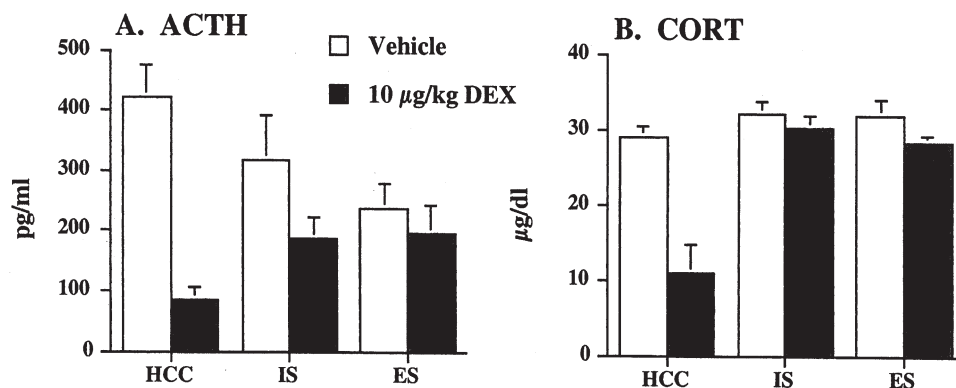 A. ACTH
Vehicle
10 µg/kg DEX
500
400
300
200
100
0
pg/ml
HCC
IS
ES
B. CORT
40
30
20
10
0
µg/dl
HCC
IS
ES